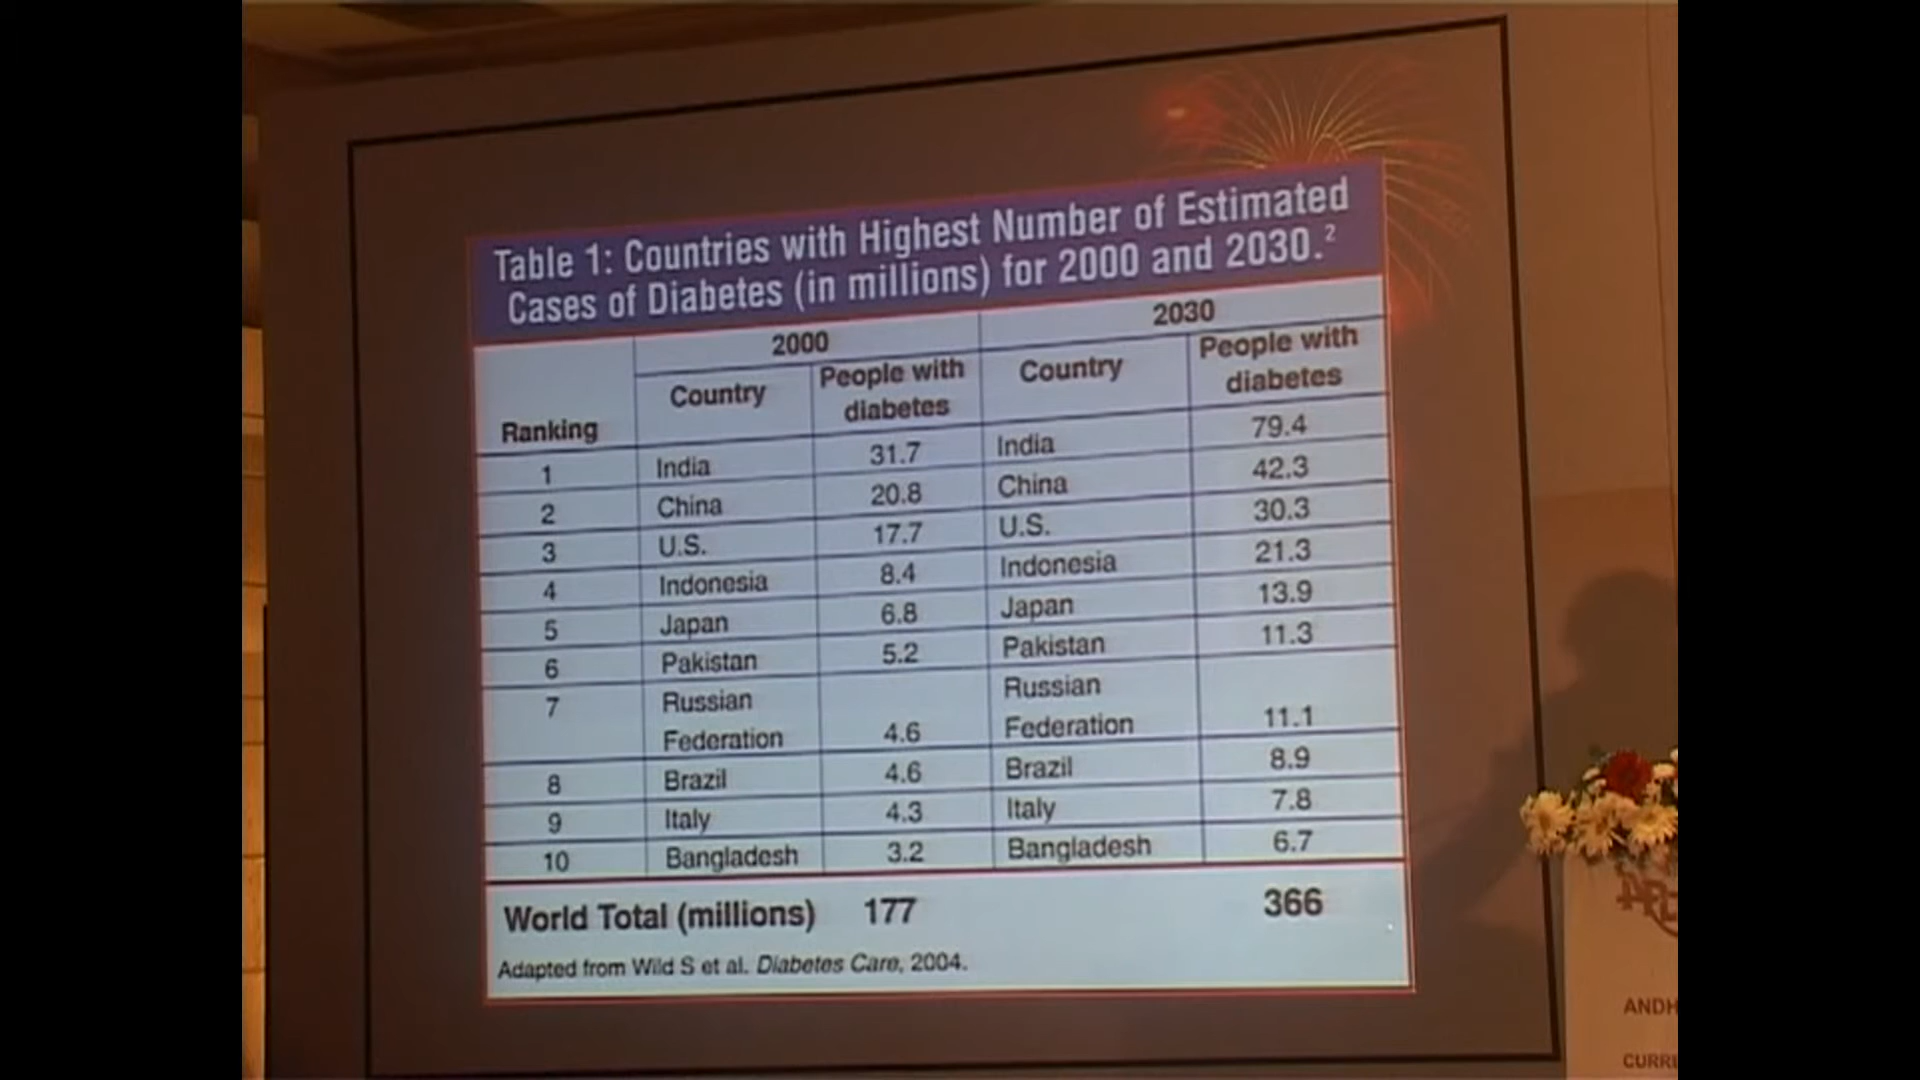 Table 1: Countries with Highest Number of Estimated
Cases of Diabetes (in millions) for 2000 and 2030.²
2000 2030
Ranking Country People with diabetes Country People with diabetes
1 India 31.7 India 79.4
2 China 20.8 China 42.3
3 U.S. 17.7 U.S. 30.3
4 Indonesia 8.4 Indonesia 21.3
5 Japan 6.8 Japan 13.9
6 Pakistan 5.2 Pakistan 11.3
7 Russian Federation 4.6 Russian Federation 11.1
8 Brazil 4.6 Brazil 8.9
9 Italy 4.3 Italy 7.8
10 Bangladesh 3.2 Bangladesh 6.7
World Total (millions) 177 366
Adapted from Wild S et al. Diabetes Care, 2004.
ANDH
CURR